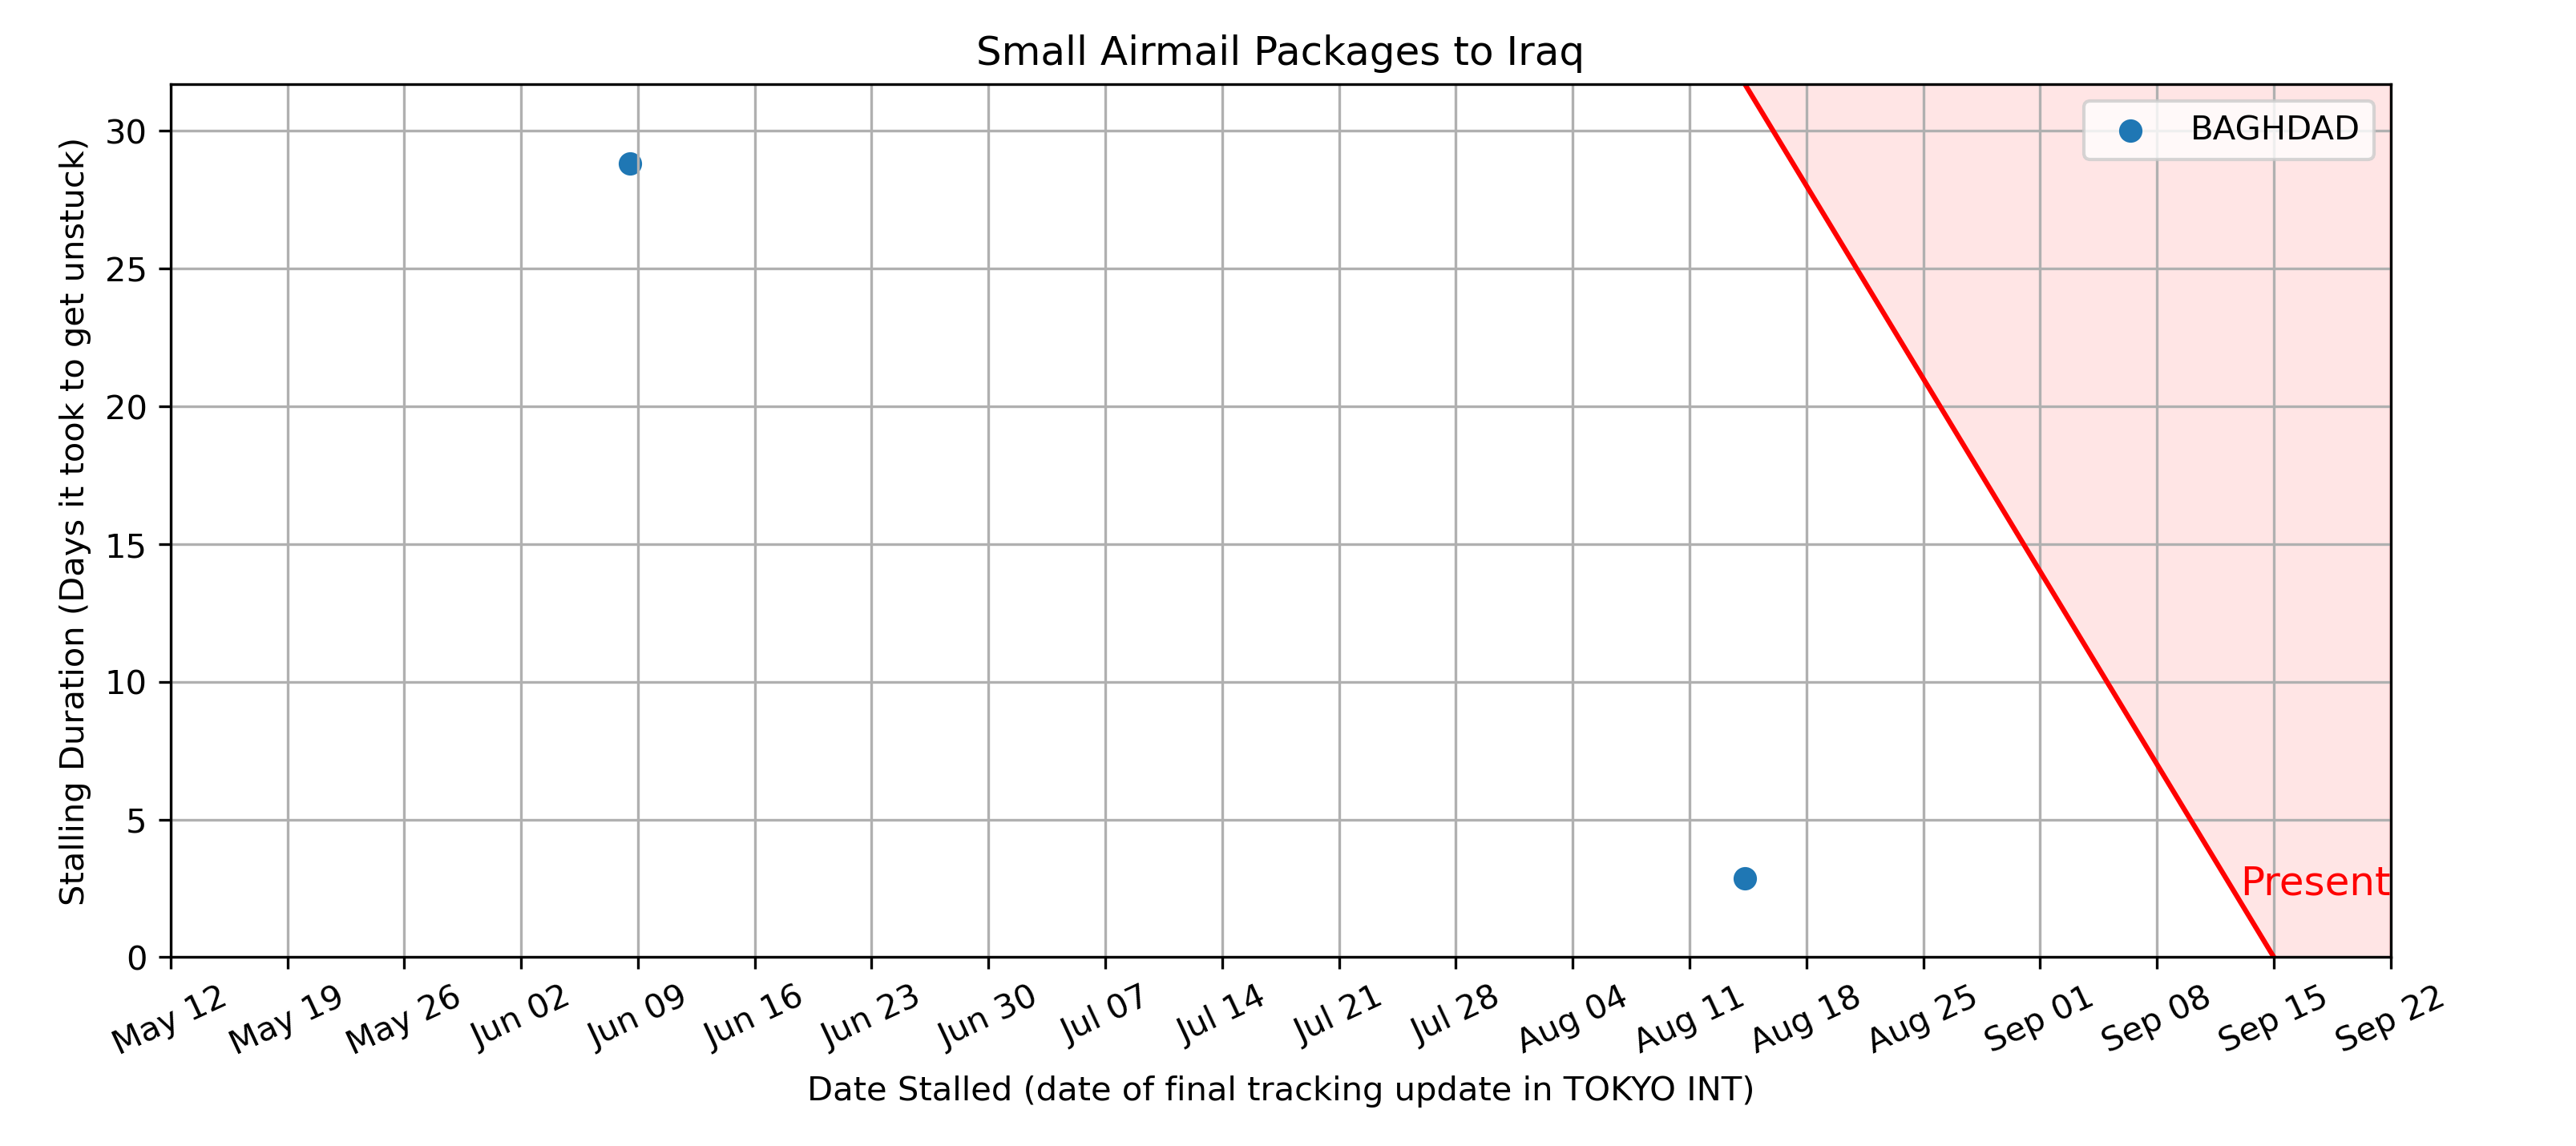 Small Airmail Packages to Iraq
BAGHDAD
Stalling Duration (Days it took to get unstuck)
30
25
20
15
10
5
0
Present
May 12
May 19
May 26
Jun 02
Jun 09
Jun 16
Jun 23
Jun 30
Jul 07
Jul 14
Jul 21
Jul 28
Aug 04
Aug 11
Aug 18
Aug 25
Sep 01
Sep 08
Sep 15
Sep 22
Date Stalled (date of final tracking update in TOKYO INT)